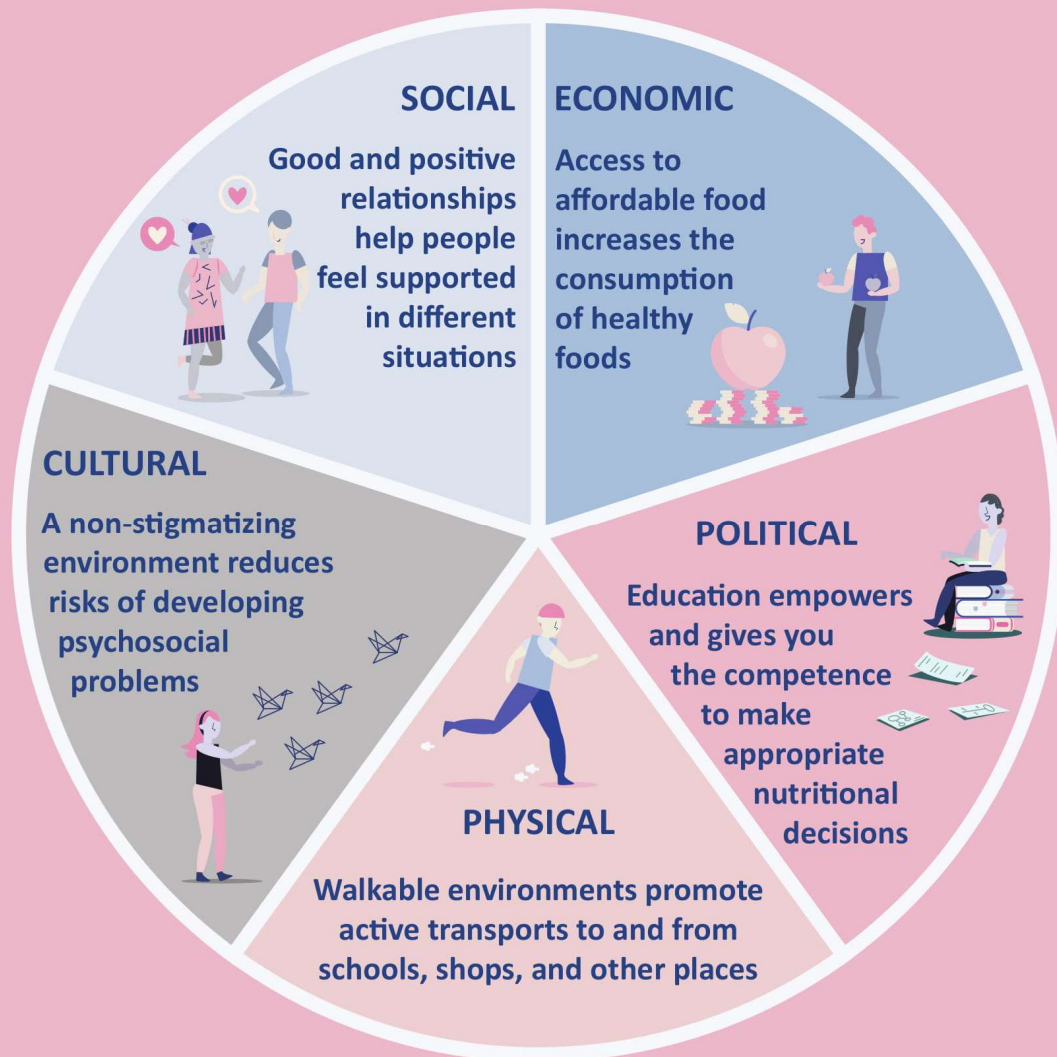 SOCIAL
Good and positive
relationships
help people
feel supported
in different
situations
ECONOMIC
Access to
affordable food
increases the
consumption
of healthy
foods
CULTURAL
A non-stigmatizing
environment reduces
risks of developing
psychosocial
problems
POLITICAL
Education empowers
and gives you
the competence
to make
appropriate
nutritional
decisions
PHYSICAL
Walkable environments promote
active transports to and from
schools, shops, and other places